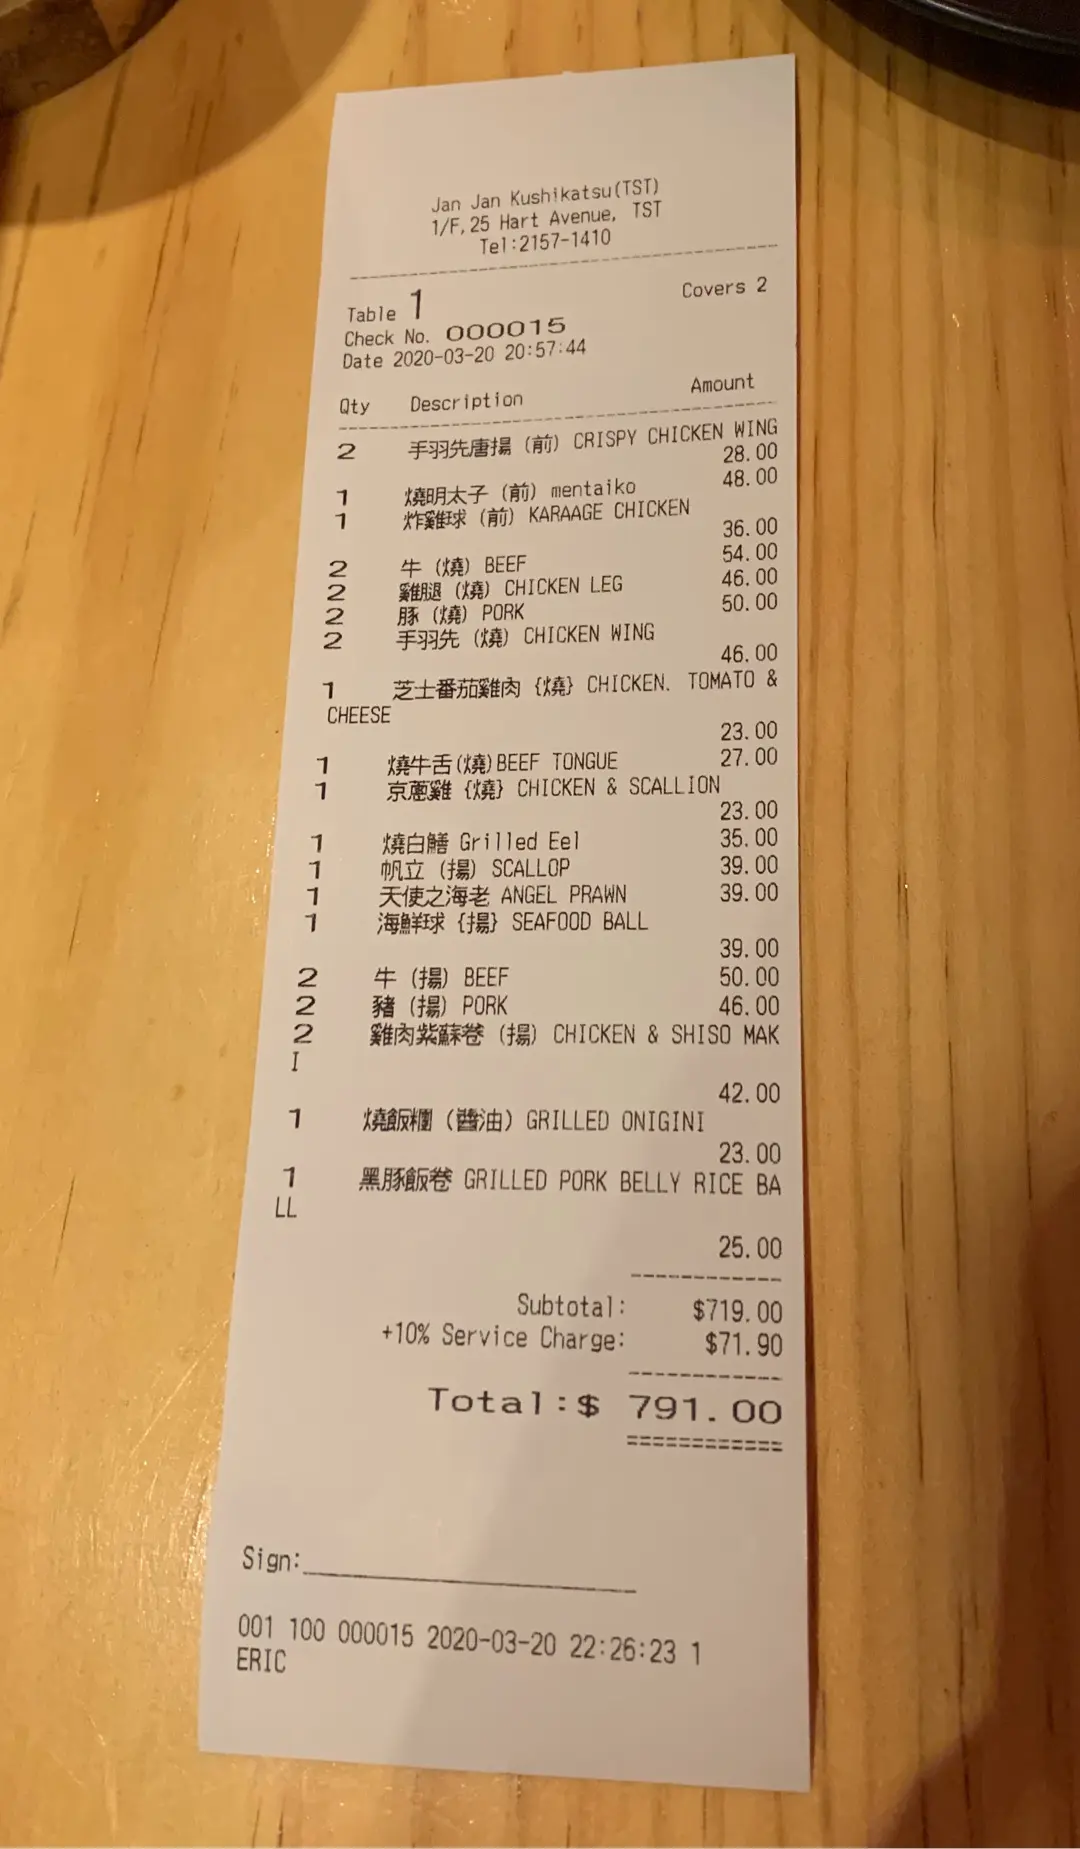 Jan Jan Kushikatsu(TST)
1/F,25 Hart Avenue, TST
Tel:2157-1410
Table 1 Covers 2
Check No. 000015
Date 2020-03-20 20:57:44
Qty Description Amount
2 手羽先唐揚 (前) CRISPY CHICKEN WING
28.00
1 燒明太子 (前) mentaiko 48.00
1 炸雞球 (前) KARAAGE CHICKEN
36.00
2 牛 (燒) BEEF 54.00
2 雞腿 (燒) CHICKEN LEG 46.00
2 豚 (燒) PORK 50.00
2 手羽先 (燒) CHICKEN WING
46.00
1 芝士番茄雞肉 {燒} CHICKEN. TOMATO &
CHEESE
23.00
1 燒牛舌(燒)BEEF TONGUE 27.00
1 京蔥雞 {燒} CHICKEN & SCALLION
23.00
1 燒白鱔 Grilled Eel 35.00
1 帆立 (揚) SCALLOP 39.00
1 天使之海老 ANGEL PRAWN 39.00
1 海鮮球 {揚} SEAFOOD BALL
39.00
2 牛 (揚) BEEF 50.00
2 豬 (揚) PORK 46.00
2 雞肉紫蘇卷 (揚) CHICKEN & SHISO MAK
I
42.00
1 燒飯糰 (醬油) GRILLED ONIGINI
23.00
1 黑豚飯卷 GRILLED PORK BELLY RICE BA
LL
25.00
Subtotal: $719.00
+10% Service Charge: $71.90
Total:$ 791.00
Sign:
001 100 000015 2020-03-20 22:26:23 1
ERIC